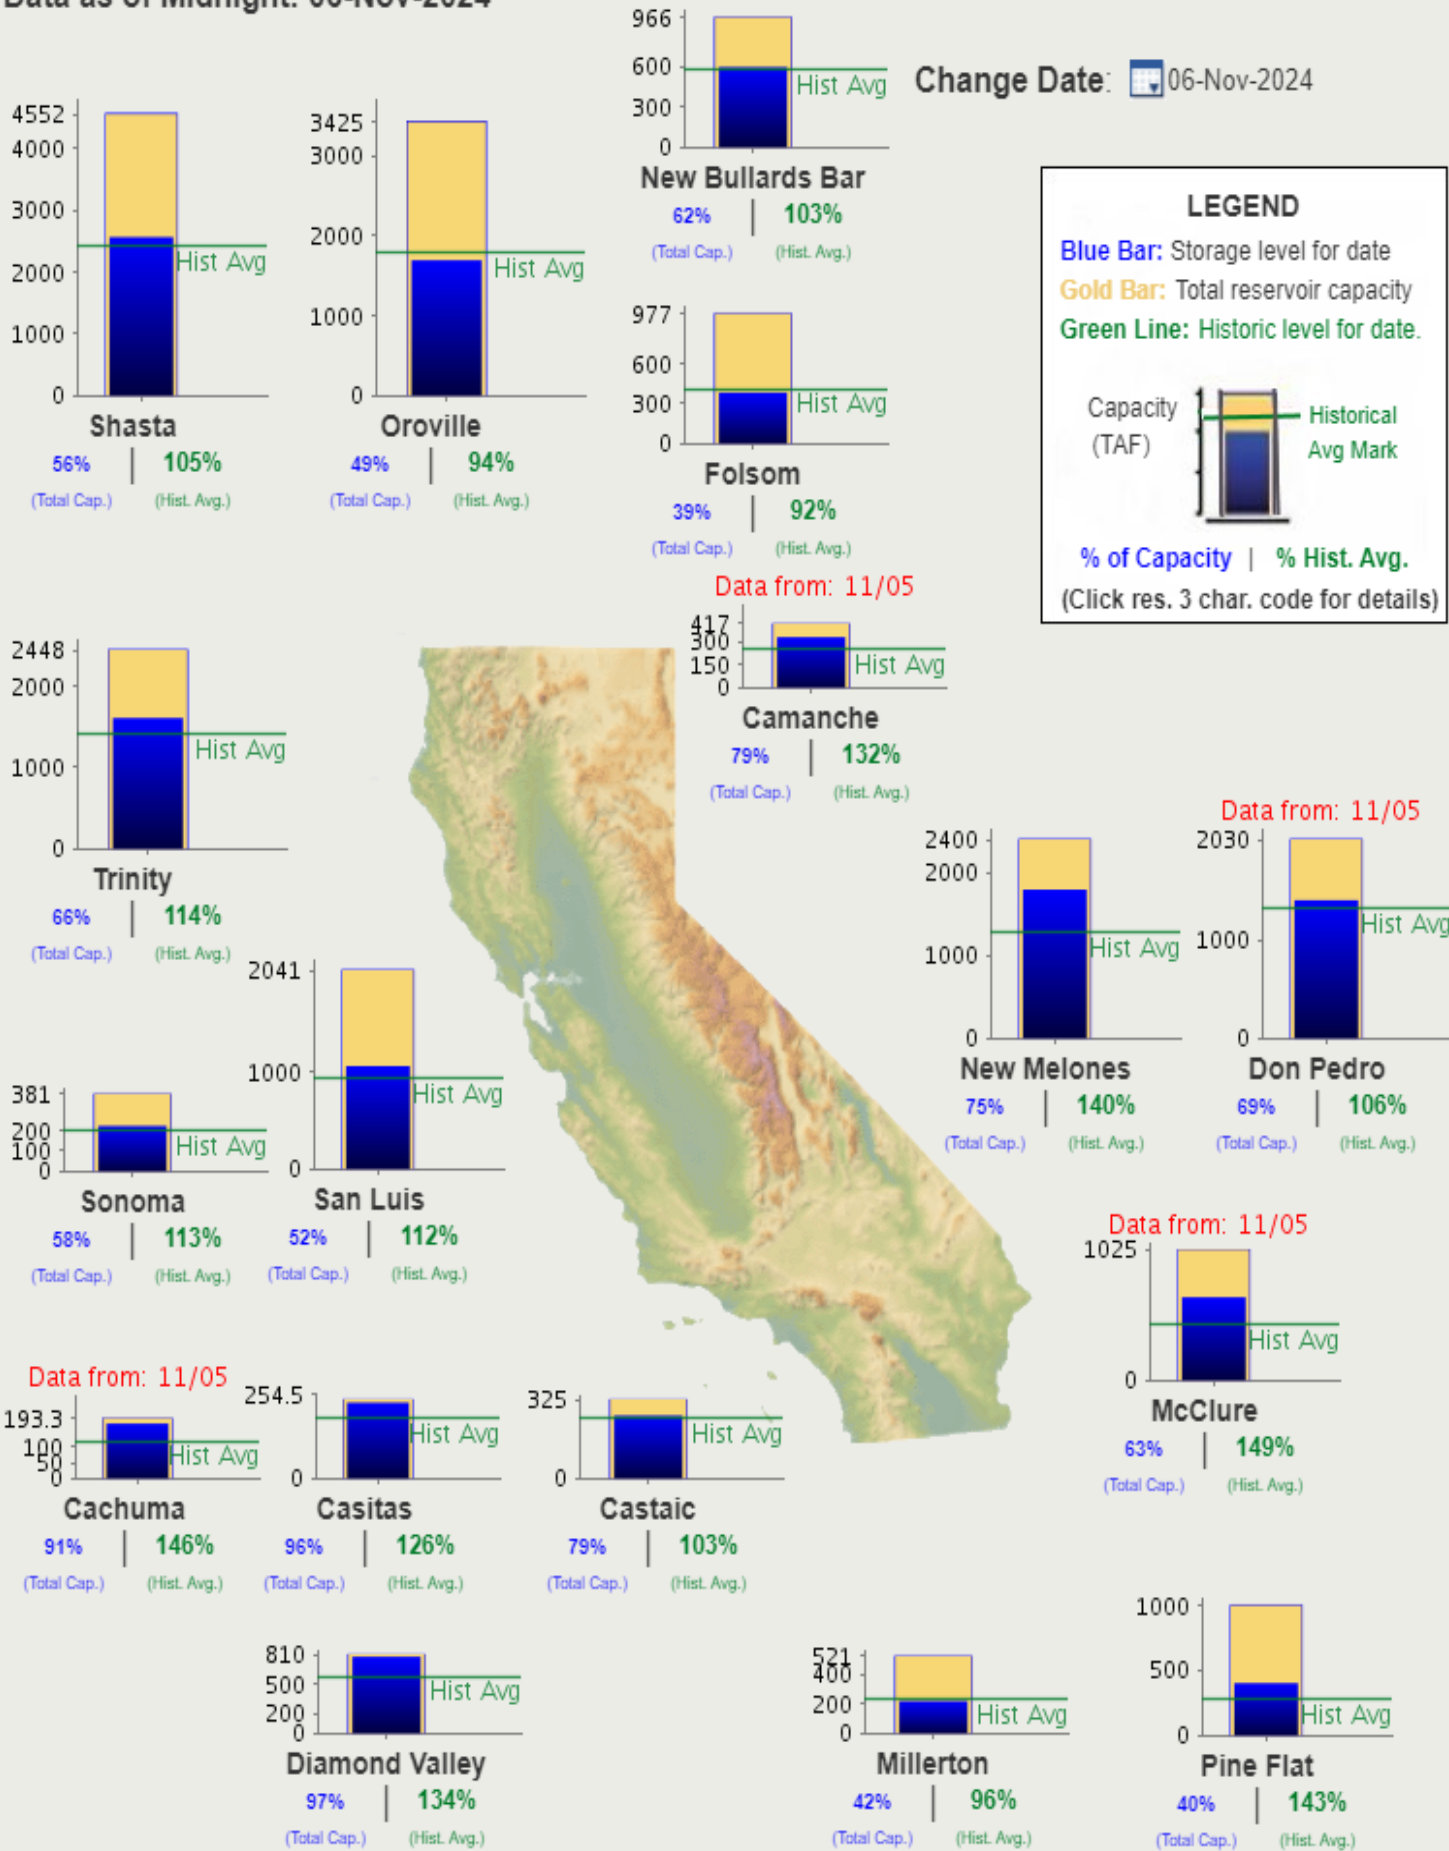 Data as of Midnight: 06-Nov-2024
Change Date: 06-Nov-2024
966
600
300
0
Hist Avg
New Bullards Bar
62% | 103%
(Total Cap.) (Hist. Avg.)
4552
4000
3000
2000
1000
0
Hist Avg
Shasta
56% | 105%
(Total Cap.) (Hist. Avg.)
3425
3000
2000
1000
0
Hist Avg
Oroville
49% | 94%
(Total Cap.) (Hist. Avg.)
977
600
300
0
Hist Avg
Folsom
39% | 92%
(Total Cap.) (Hist. Avg.)
LEGEND
Blue Bar: Storage level for date
Gold Bar: Total reservoir capacity
Green Line: Historic level for date.
Capacity
(TAF)
Historical
Avg Mark
% of Capacity | % Hist. Avg.
(Click res. 3 char. code for details)
Data from: 11/05
417
300
150
0
Hist Avg
Camanche
79% | 132%
(Total Cap.) (Hist. Avg.)
2448
2000
1000
0
Hist Avg
Trinity
66% | 114%
(Total Cap.) (Hist. Avg.)
2400
2000
1000
0
Hist Avg
New Melones
75% | 140%
(Total Cap.) (Hist. Avg.)
Data from: 11/05
2030
1000
0
Hist Avg
Don Pedro
69% | 106%
(Total Cap.) (Hist. Avg.)
2041
1000
0
Hist Avg
San Luis
52% | 112%
(Total Cap.) (Hist. Avg.)
381
200
100
0
Hist Avg
Sonoma
58% | 113%
(Total Cap.) (Hist. Avg.)
Data from: 11/05
1025
0
Hist Avg
McClure
63% | 149%
(Total Cap.) (Hist. Avg.)
Data from: 11/05
193.3
100
50
0
Hist Avg
Cachuma
91% | 146%
(Total Cap.) (Hist. Avg.)
254.5
0
Hist Avg
Casitas
96% | 126%
(Total Cap.) (Hist. Avg.)
325
0
Hist Avg
Castaic
79% | 103%
(Total Cap.) (Hist. Avg.)
810
500
200
0
Hist Avg
Diamond Valley
97% | 134%
(Total Cap.) (Hist. Avg.)
521
400
200
0
Hist Avg
Millerton
42% | 96%
(Total Cap.) (Hist. Avg.)
1000
500
0
Hist Avg
Pine Flat
40% | 143%
(Total Cap.) (Hist. Avg.)